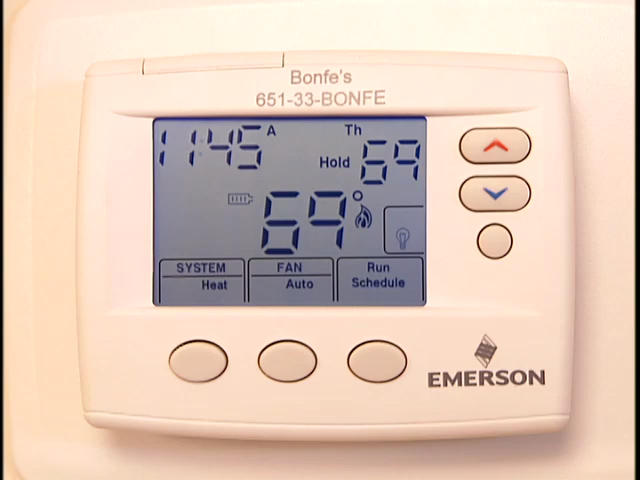 Bonfe's
651-33-BONFE
11:45 A Th
Hold 69
69°
SYSTEM FAN Run
Heat Auto Schedule
EMERSON